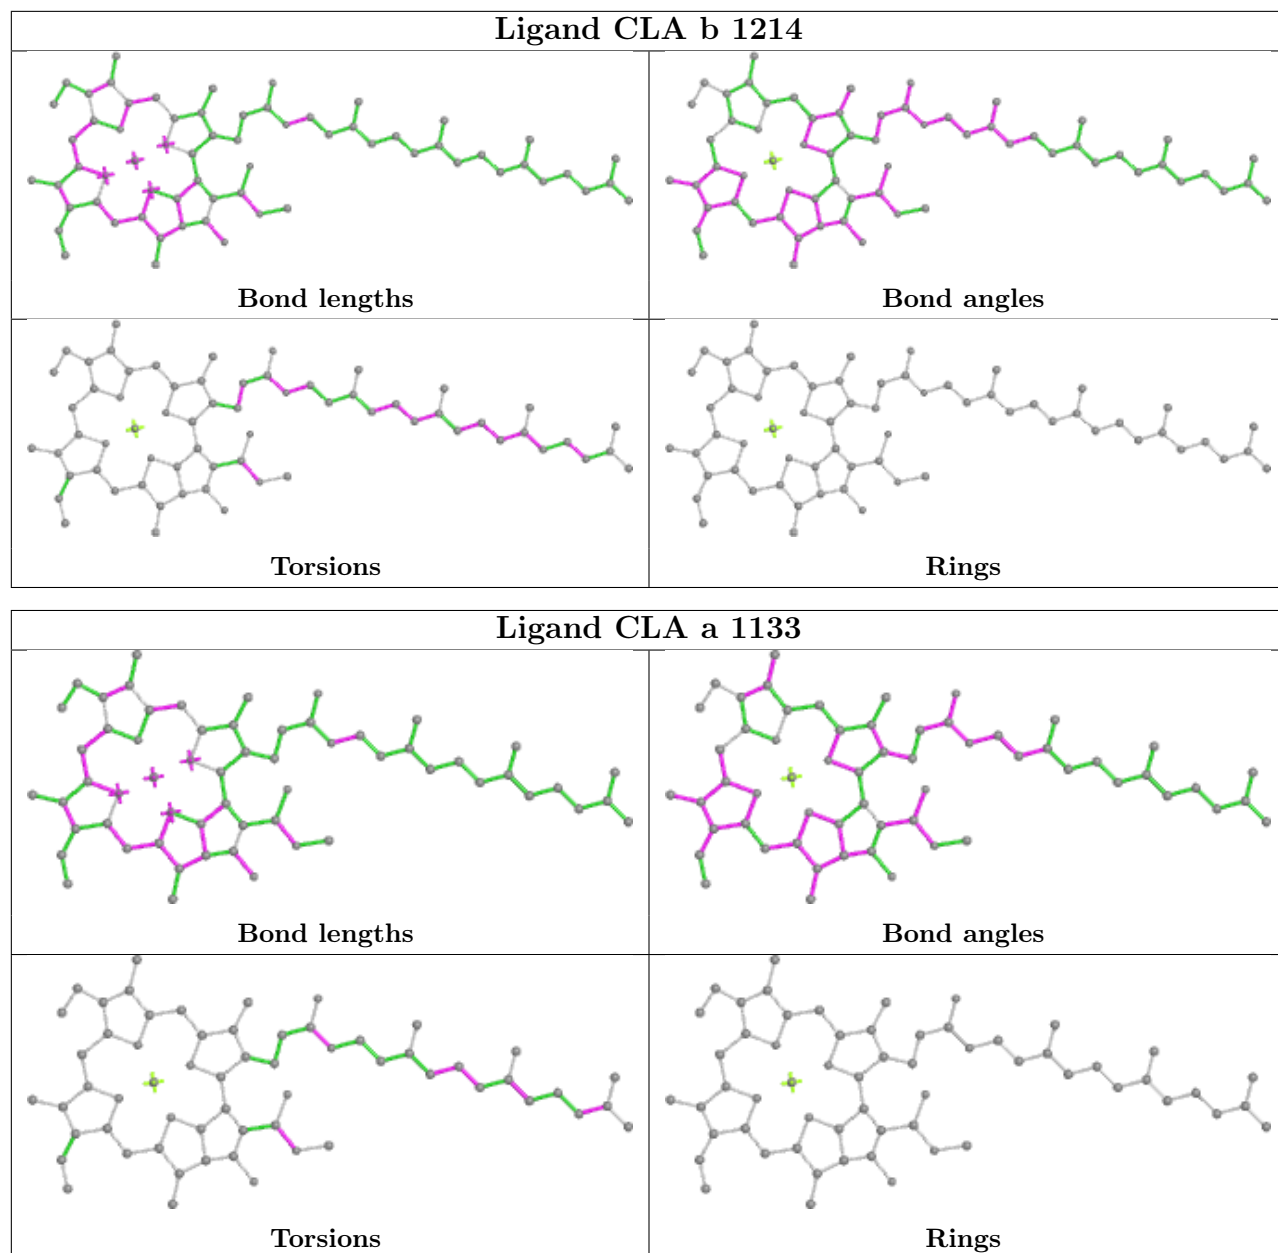 Ligand CLA b 1214
Bond lengths
Bond angles
Torsions
Rings
Ligand CLA a 1133
Bond lengths
Bond angles
Torsions
Rings